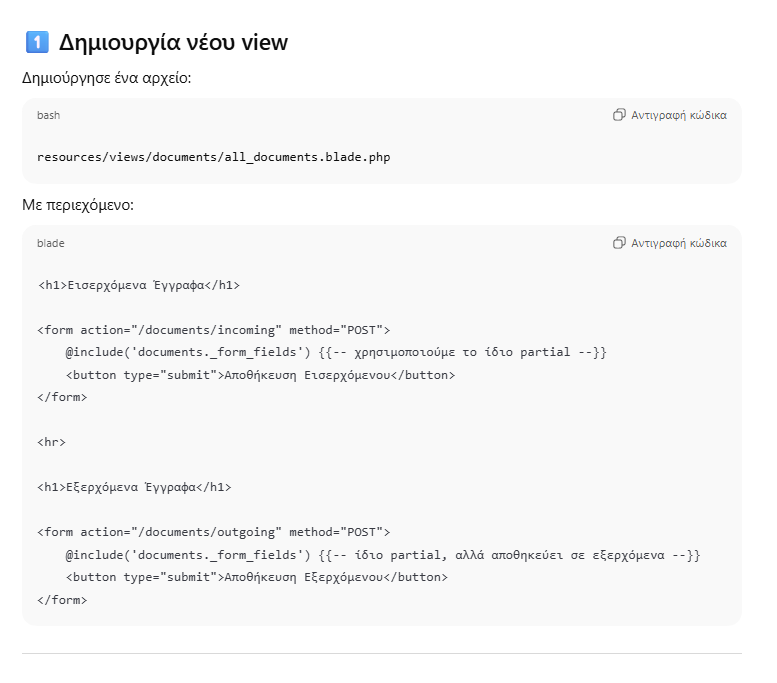 1 Δημιουργία νέου view
Δημιούργησε ένα αρχείο:
bash
Αντιγραφή κώδικα
resources/views/documents/all_documents.blade.php
Με περιεχόμενο:
blade
Αντιγραφή κώδικα
<h1>Εισερχόμενα Έγγραφα</h1>
<form action="/documents/incoming" method="POST">
    @include('documents._form_fields') {{-- χρησιμοποιούμε το ίδιο partial --}}
    <button type="submit">Αποθήκευση Εισερχόμενου</button>
</form>
<hr>
<h1>Εξερχόμενα Έγγραφα</h1>
<form action="/documents/outgoing" method="POST">
    @include('documents._form_fields') {{-- ίδιο partial, αλλά αποθηκεύει σε εξερχόμενα --}}
    <button type="submit">Αποθήκευση Εξερχόμενου</button>
</form>